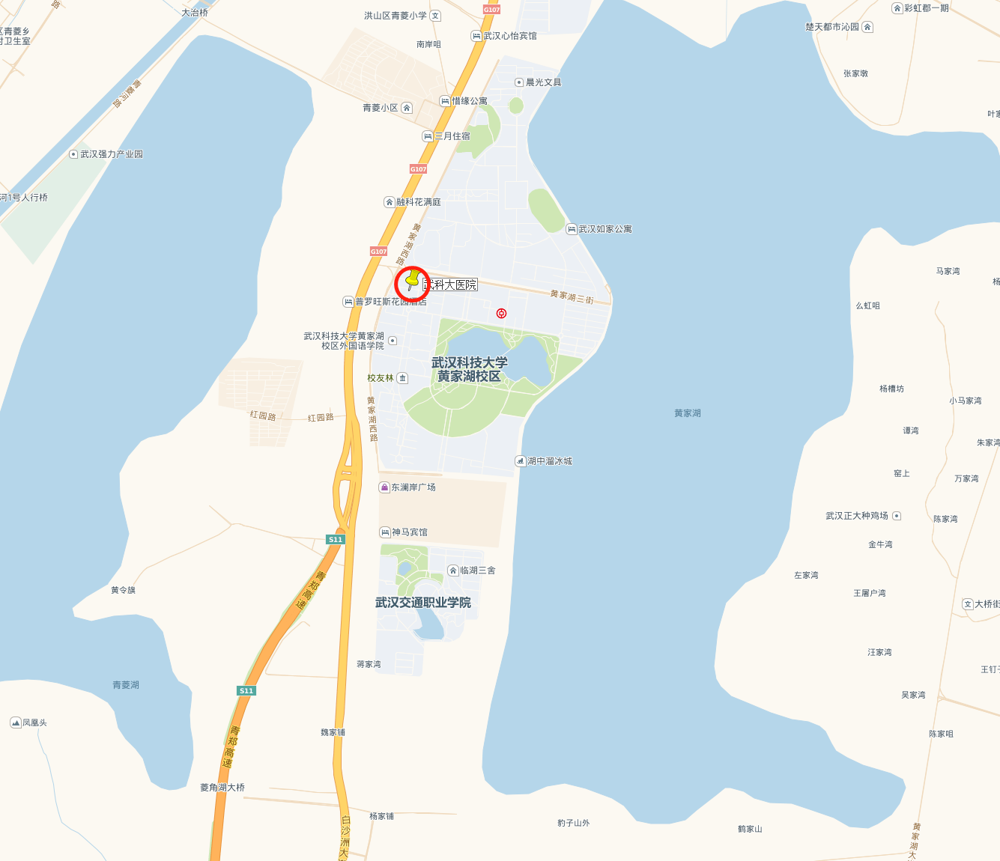 大治桥
洪山区青菱小学
G107
彩虹郡一期
区青菱乡
村卫生室
武汉心怡宾馆
楚天都市沁园
南岸咀
张家墩
晨光文具
青菱河路
青菱小区
惜缘公寓
三月住宿
武汉强力产业园
G107
河1号人行桥
融科花满庭
武汉如家公寓
黄家湖西路
G107
马家湾
武科大医院
黄家湖三街
普罗旺斯花园酒店
么虹咀
武汉科技大学黄家湖
校区外国语学院
武汉科技大学
黄家湖校区
校友林
杨槽坊
小马家湾
黄家湖西路
红园路
红园路
黄家湖
谭湾
朱家湾
湖中溜冰城
窑上
万家湾
东澜岸广场
武汉正大种鸡场
陈家湾
神马宾馆
S11
金牛湾
临湖三舍
左家湾
青郑高速
黄令旗
王屠户湾
武汉交通职业学院
大桥街
汪家湾
蒋家湾
青菱湖
S11
吴家湾
凤凰头
魏家铺
陈家咀
青郑高速
菱角湖大桥
杨家铺
白沙洲大
豹子山外
鹤家山
黄家湖大